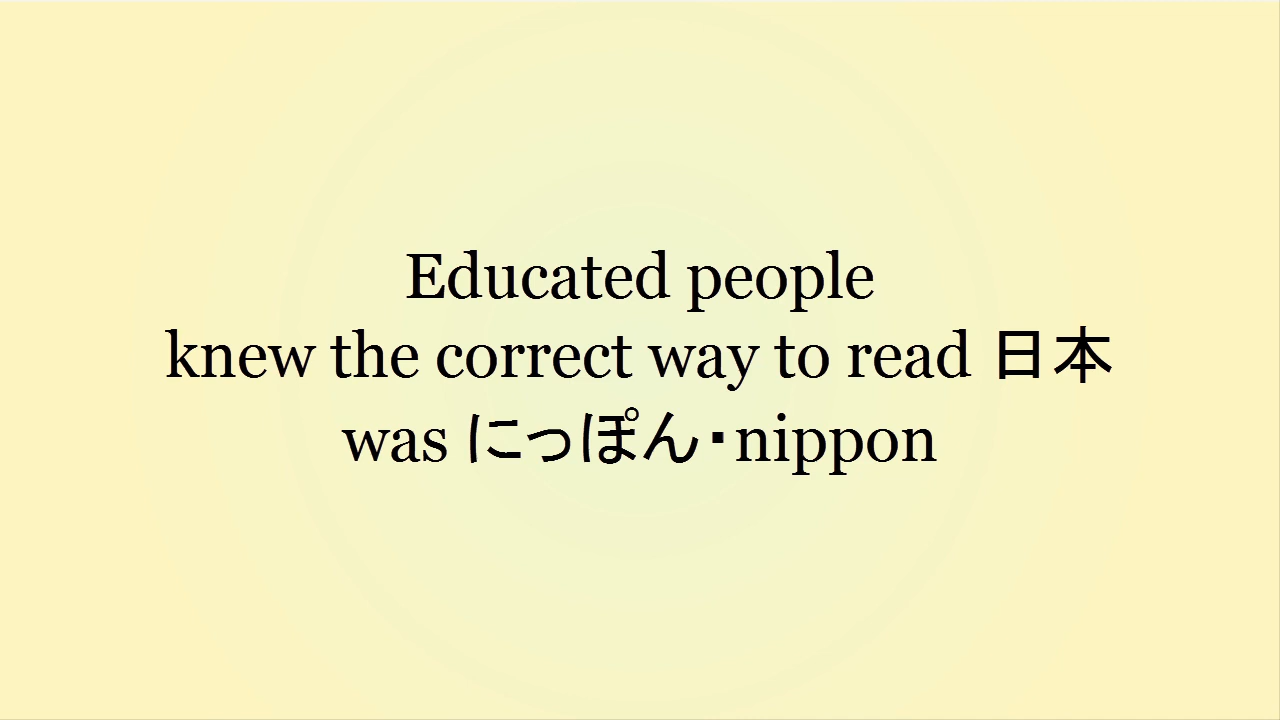 Educated people
knew the correct way to read 日本
was にっぽん・nippon